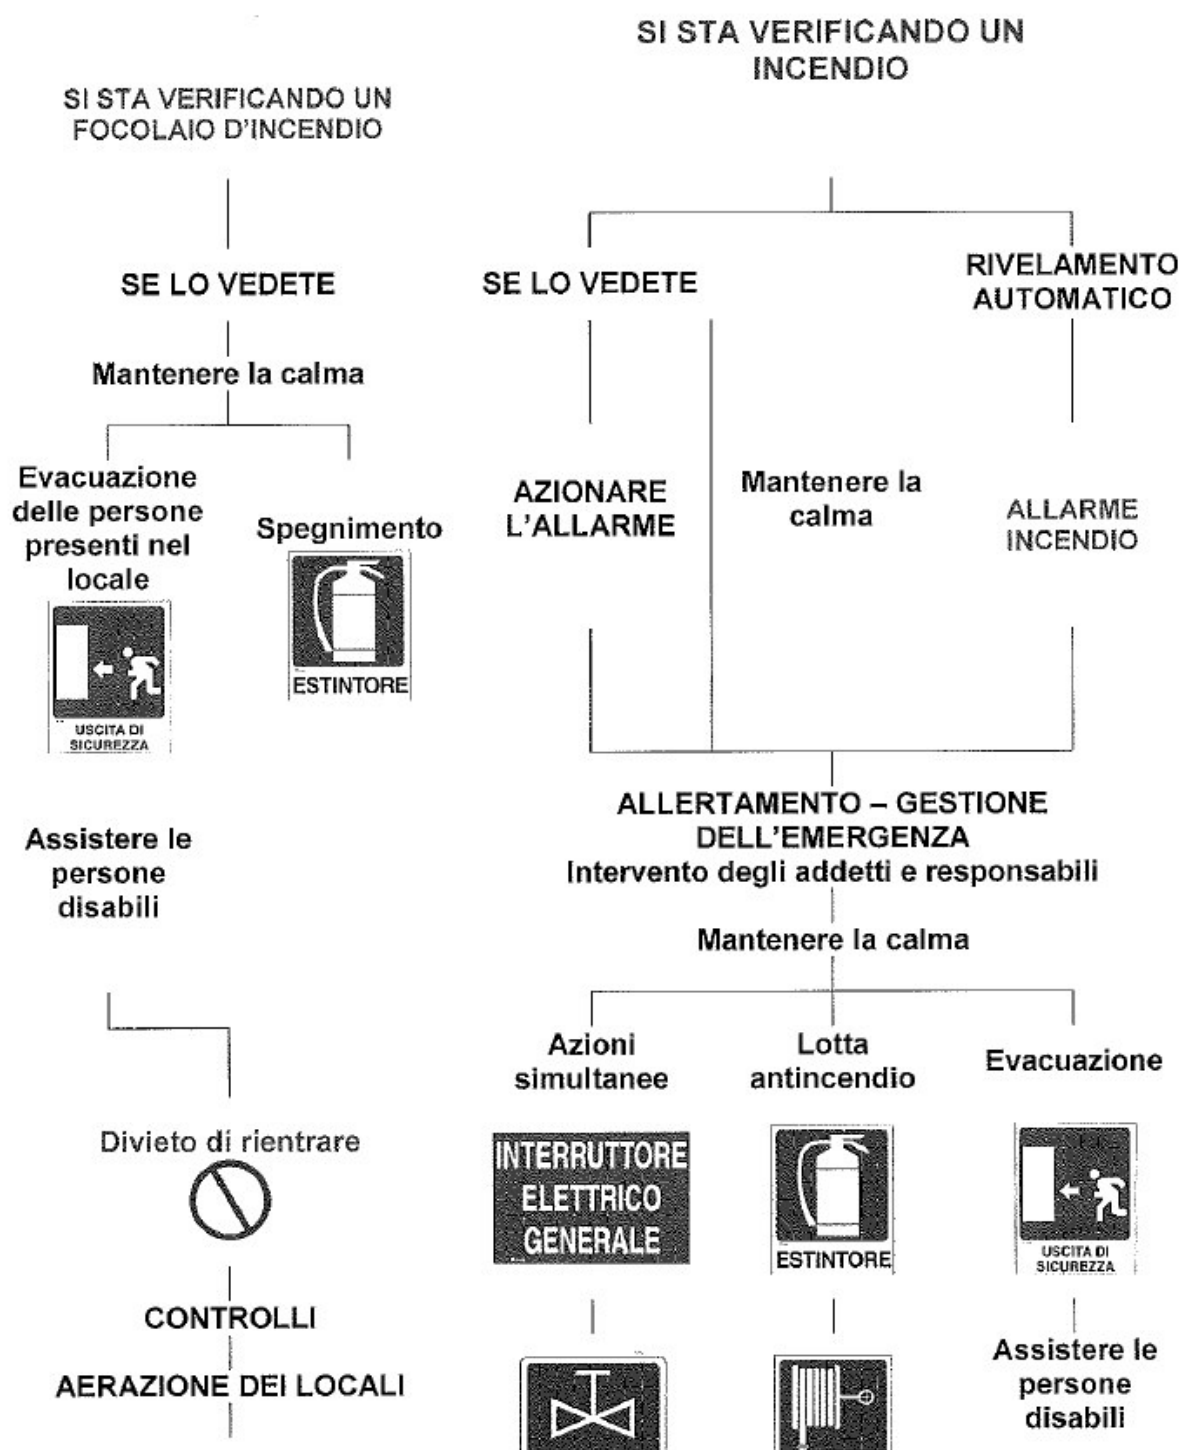 SI STA VERIFICANDO UN
FOCOLAIO D'INCENDIO
SE LO VEDETE
Mantenere la calma
Evacuazione
delle persone
presenti nel
locale
USCITA DI
SICUREZZA
Spegnimento
ESTINTORE
Assistere le
persone
disabili
Divieto di rientrare
CONTROLLI
AERAZIONE DEI LOCALI
SI STA VERIFICANDO UN
INCENDIO
SE LO VEDETE
RIVELAMENTO
AUTOMATICO
AZIONARE
L'ALLARME
Mantenere la
calma
ALLARME
INCENDIO
ALLERTAMENTO – GESTIONE
DELL'EMERGENZA
Intervento degli addetti e responsabili
Mantenere la calma
Azioni
simultanee
INTERRUTTORE
ELETTRICO
GENERALE
Lotta
antincendio
ESTINTORE
Evacuazione
USCITA DI
SICUREZZA
Assistere le
persone
disabili